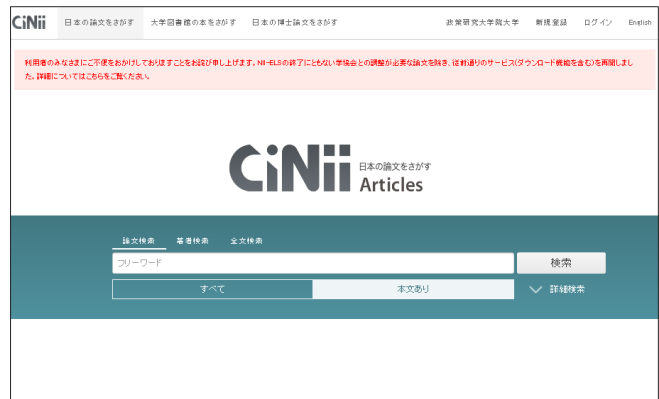 CiNii 日本の論文をさがす 大学図書館の本をさがす 日本の博士論文をさがす 政策研究大学院大学 新規登録 ログイン English
利用者のみなさまにご不便をおかけしておりますことをお詫び申し上げます。NII-ELSの終了にともない学協会との調整が必要な論文を除き、従前通りのサービス(ダウンロード機能を含む)を再開しまし
た。詳細についてはこちらをご覧ください。
CiNii 日本の論文をさがす
Articles
論文検索 著者検索 全文検索
フリーワード 検索
すべて 本文あり 詳細検索